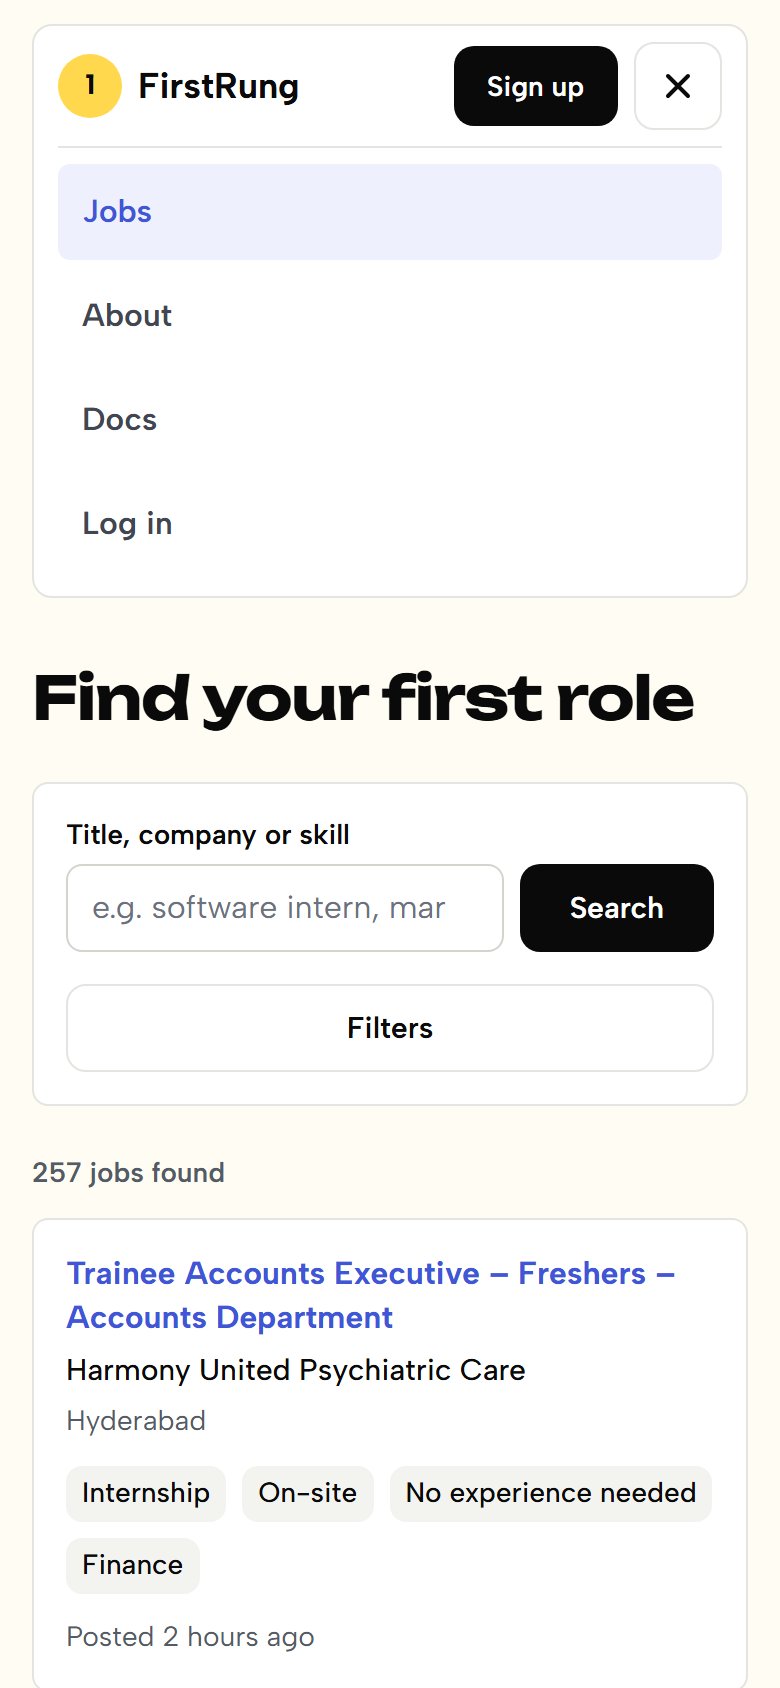 1 FirstRung Sign up
Jobs
About
Docs
Log in
Find your first role
Title, company or skill
e.g. software intern, mar Search
Filters
257 jobs found
Trainee Accounts Executive – Freshers –
Accounts Department
Harmony United Psychiatric Care
Hyderabad
Internship On-site No experience needed
Finance
Posted 2 hours ago